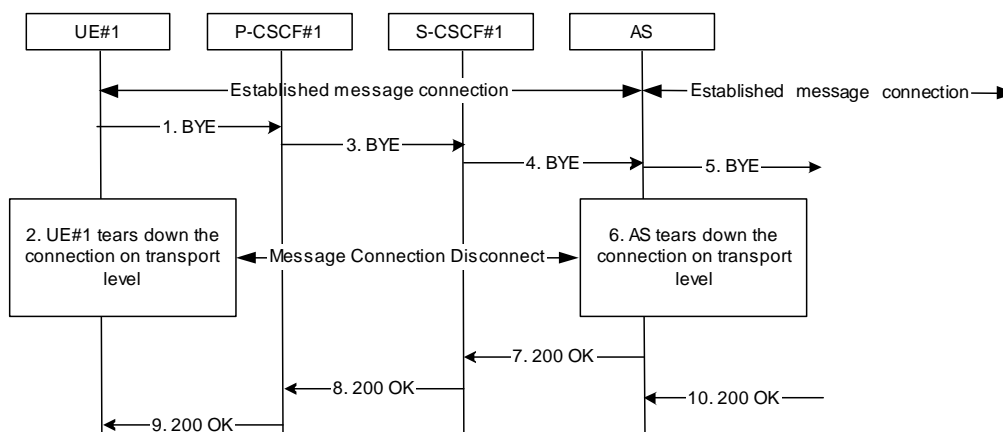 UE#1
P-CSCF#1
S-CSCF#1
AS
Established message connection
Established message connection
1. BYE
3. BYE
4. BYE
5. BYE
2. UE#1 tears down the
connection on transport
level
Message Connection Disconnect
6. AS tears down the
connection on transport
level
7. 200 OK
8. 200 OK
10. 200 OK
9. 200 OK